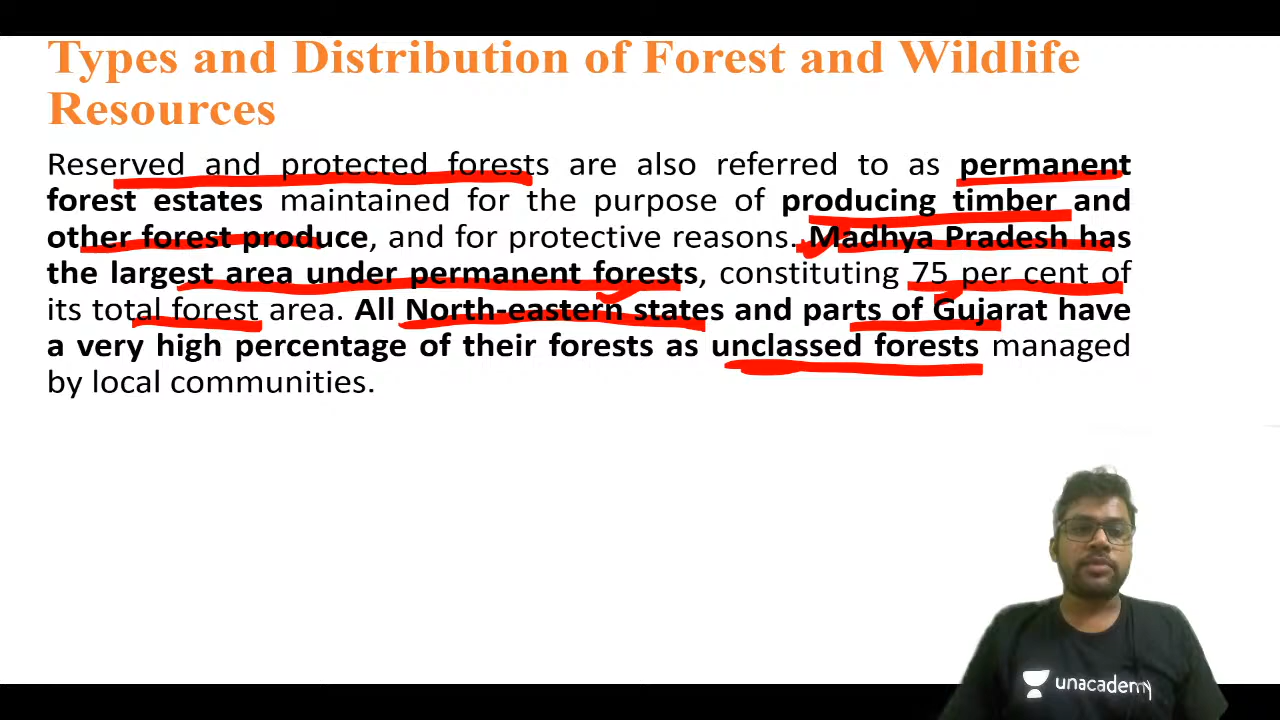 Types and Distribution of Forest and Wildlife
Resources
Reserved and protected forests are also referred to as permanent
forest estates maintained for the purpose of producing timber and
other forest produce, and for protective reasons. Madhya Pradesh has
the largest area under permanent forests, constituting 75 per cent of
its total forest area. All North-eastern states and parts of Gujarat have
a very high percentage of their forests as unclassed forests managed
by local communities.
unacademy